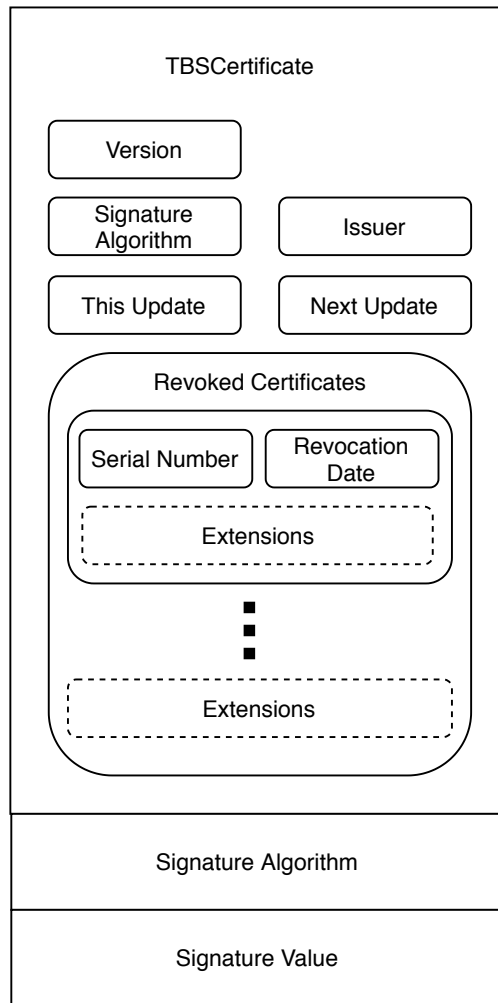 TBSCertificate
Version
Signature
Algorithm
Issuer
This Update
Next Update
Revoked Certificates
Serial Number
Revocation
Date
Extensions
Extensions
Signature Algorithm
Signature Value